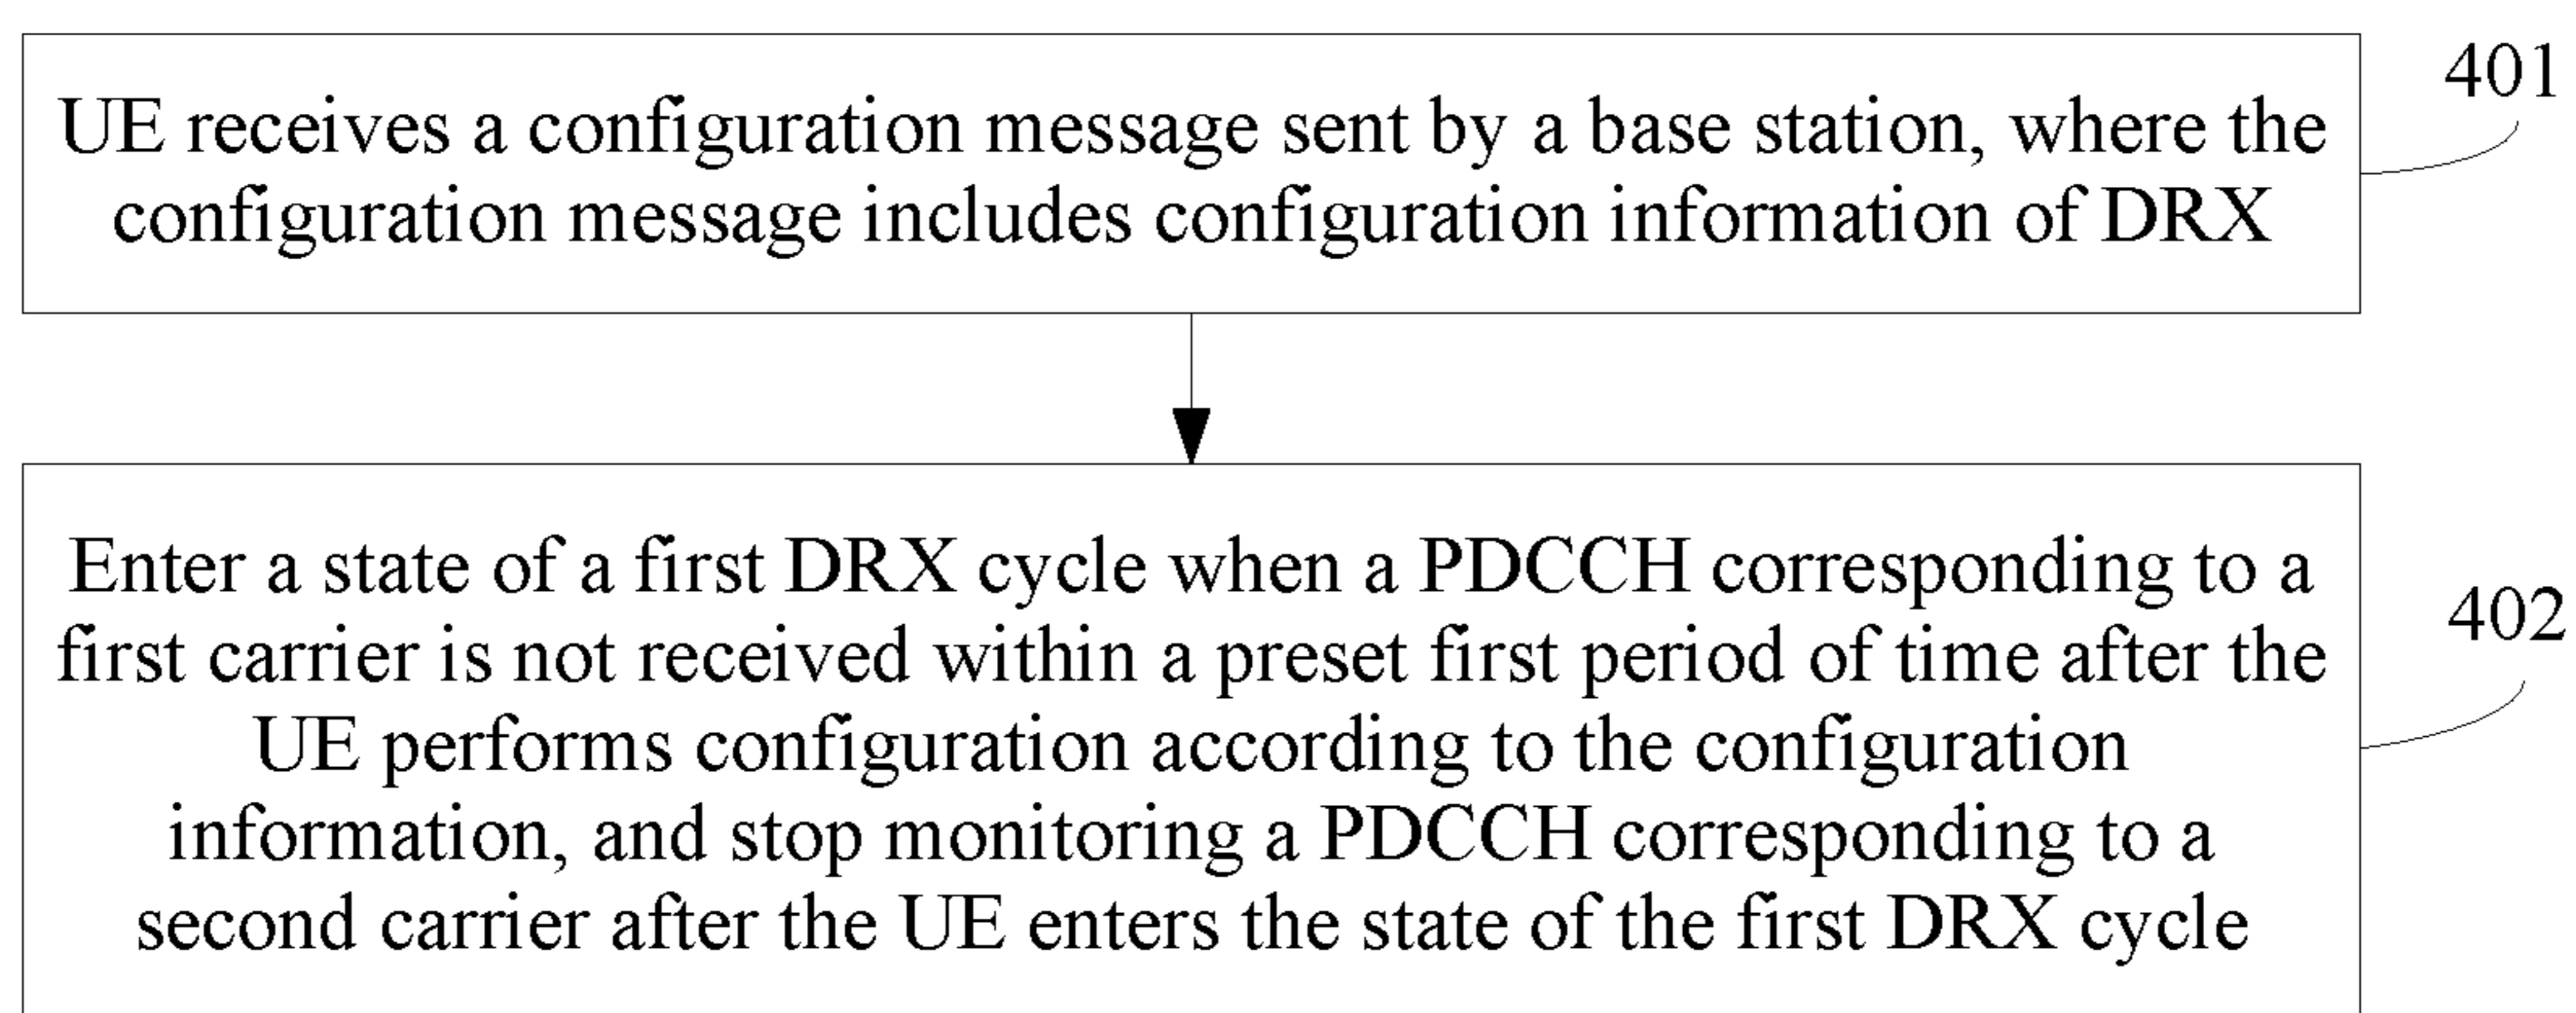 UE receives a configuration message sent by a base station, where the
configuration message includes configuration information of DRX
401
Enter a state of a first DRX cycle when a PDCCH corresponding to a
first carrier is not received within a preset first period of time after the
UE performs configuration according to the configuration
information, and stop monitoring a PDCCH corresponding to a
second carrier after the UE enters the state of the first DRX cycle
402